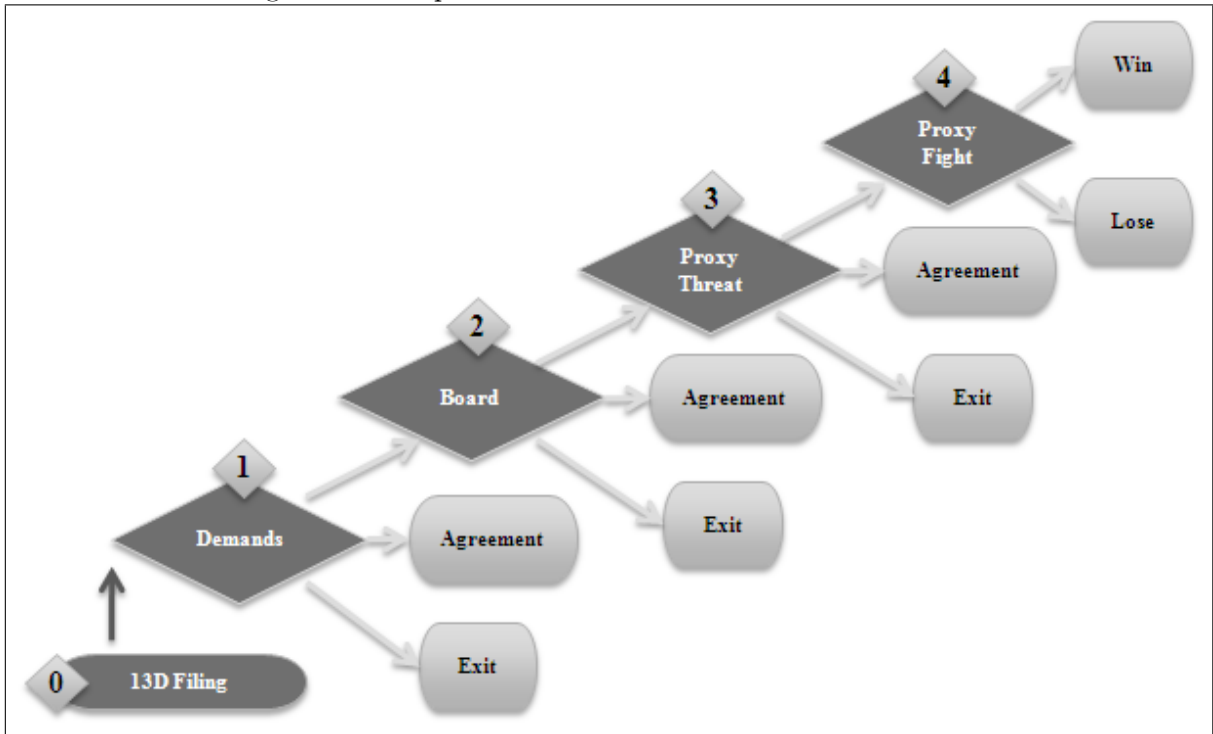 4
Win
Proxy
Fight
3
Lose
Proxy
Threat
Agreement
2
Board
Agreement
Exit
1
Demands
Agreement
Exit
0
13D Filing
Exit